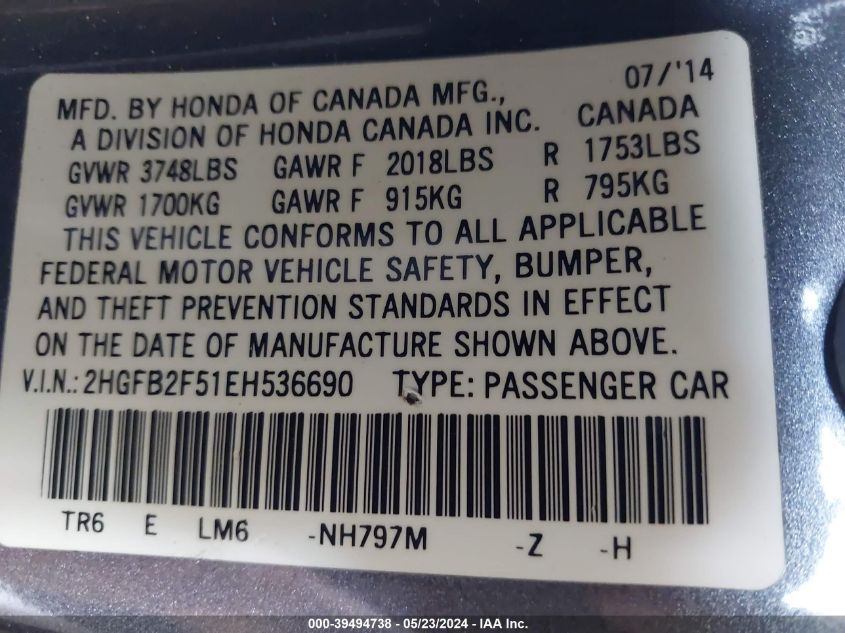 07/'14
MFD. BY HONDA OF CANADA MFG.,
A DIVISION OF HONDA CANADA INC. CANADA
GVWR 3748LBS GAWR F 2018LBS R 1753LBS
GVWR 1700KG GAWR F 915KG R 795KG
THIS VEHICLE CONFORMS TO ALL APPLICABLE
FEDERAL MOTOR VEHICLE SAFETY, BUMPER,
AND THEFT PREVENTION STANDARDS IN EFFECT
ON THE DATE OF MANUFACTURE SHOWN ABOVE.
V.I.N.: 2HGFB2F51EH536690 TYPE: PASSENGER CAR
TR6 E LM6 -NH797M -Z -H
000-39494738 - 05/23/2024 - IAA Inc.